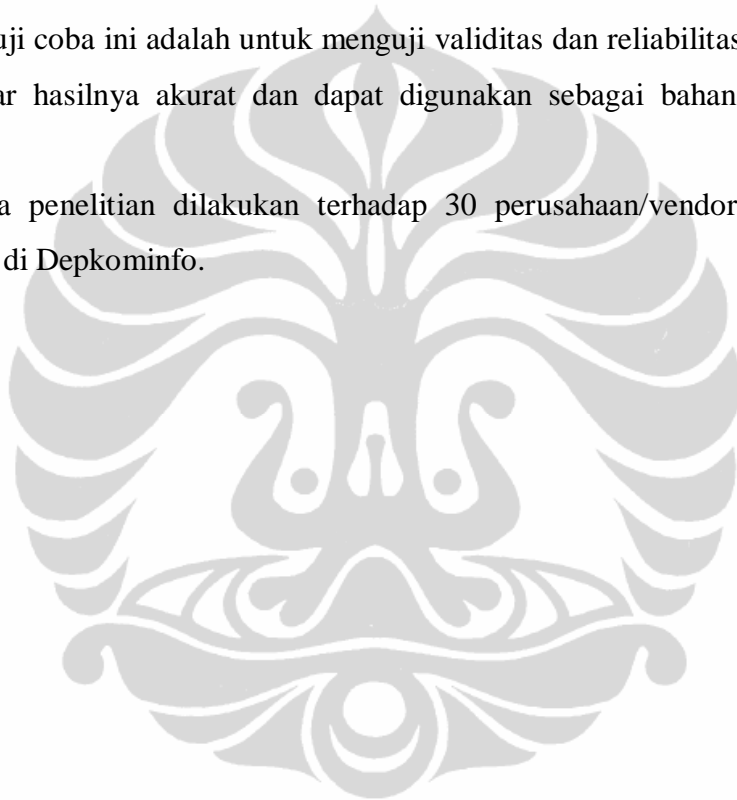 uji coba ini adalah untuk menguji validitas dan reliabilitas
ar hasilnya akurat dan dapat digunakan sebagai bahan
a penelitian dilakukan terhadap 30 perusahaan/vendor
di Depkominfo.